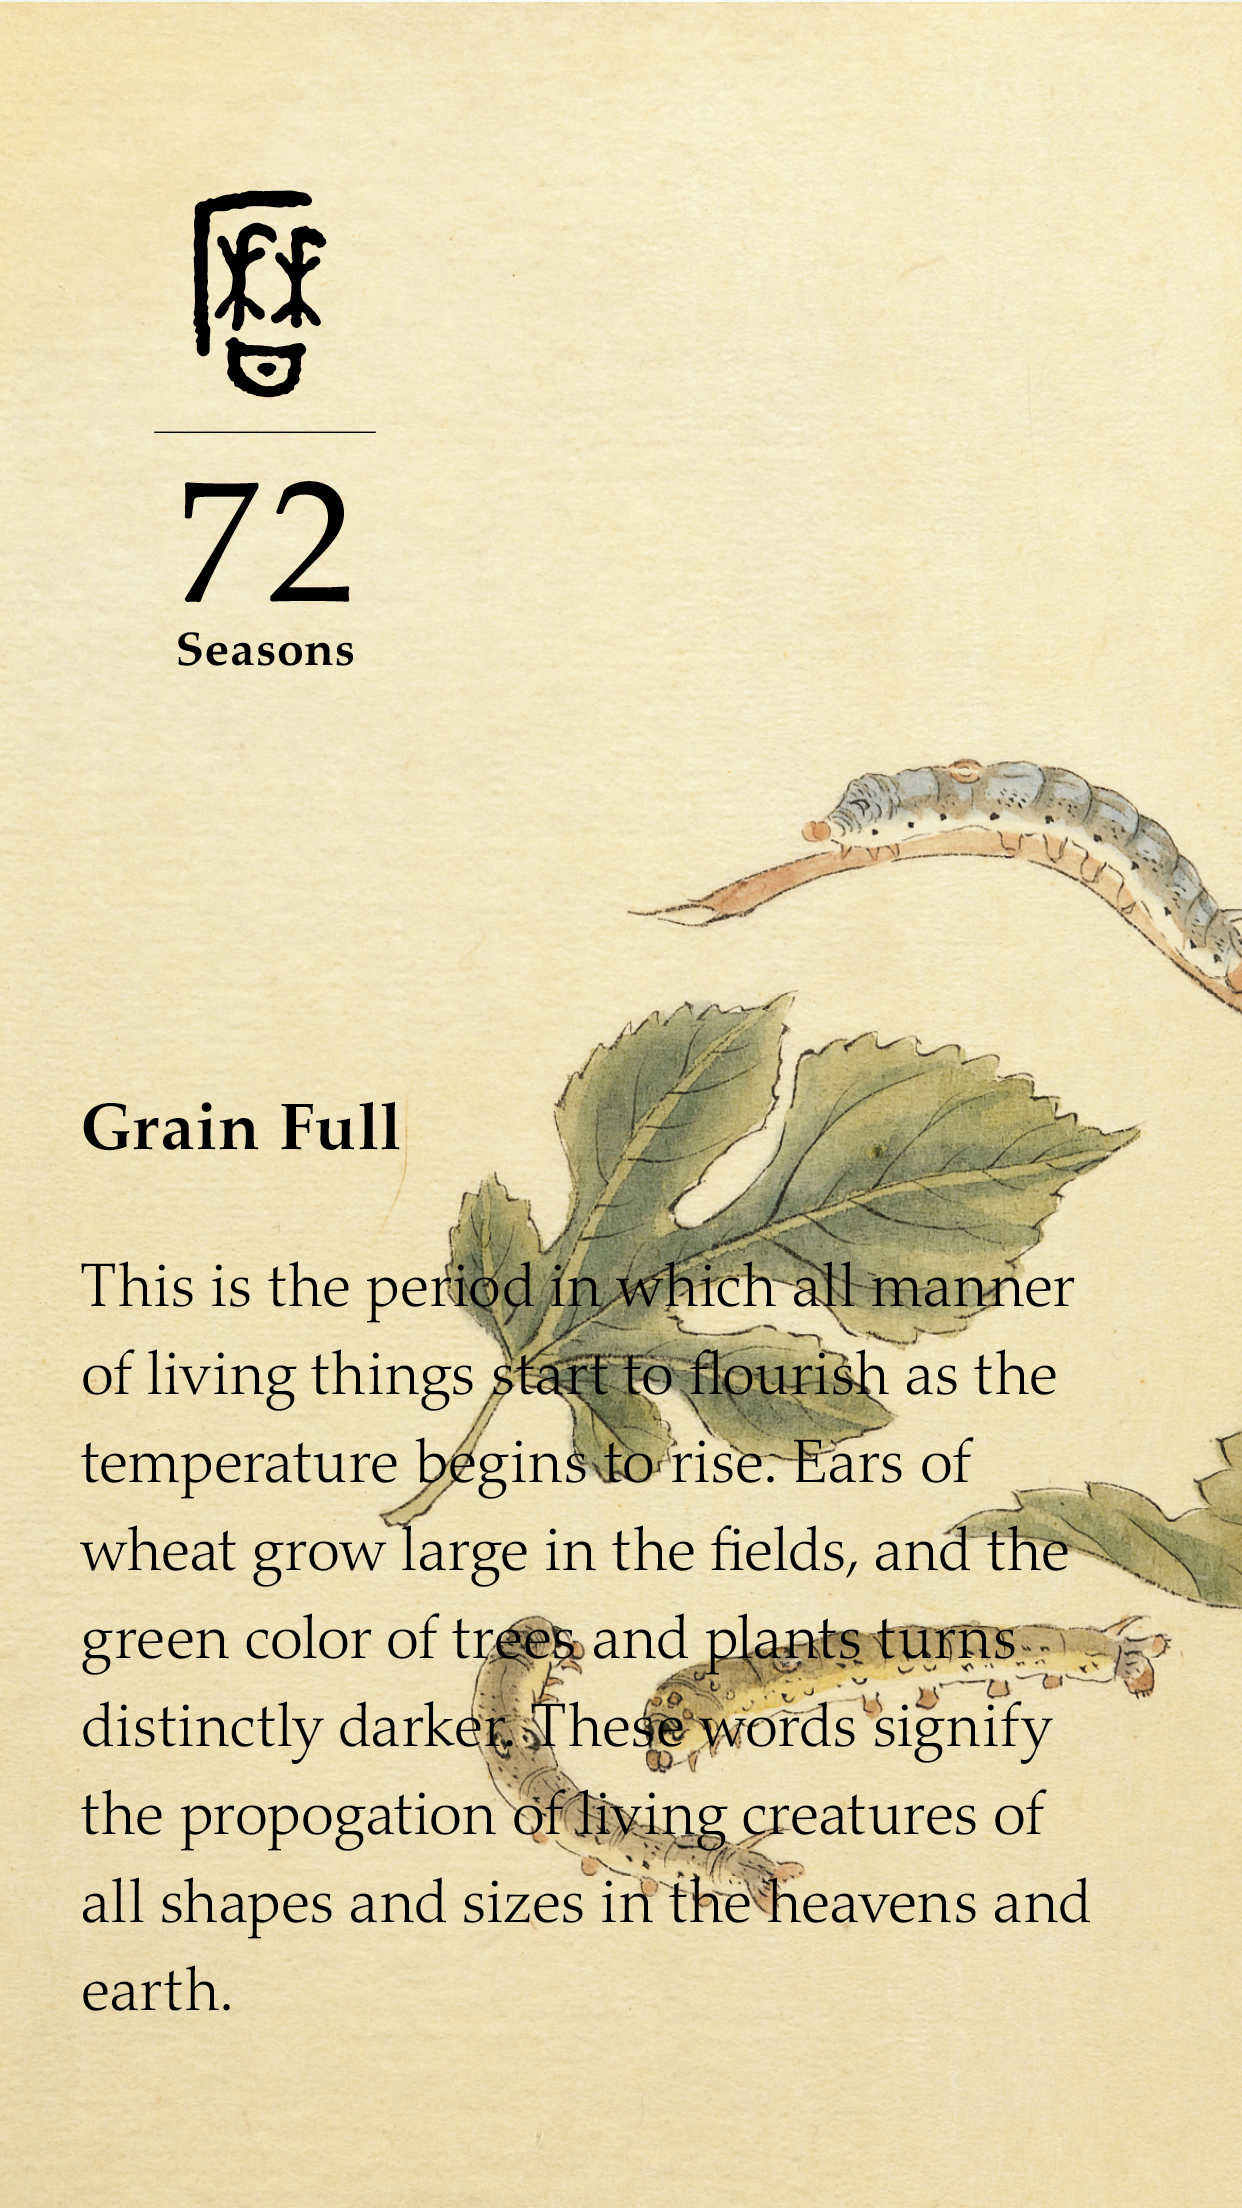 暦
72
Seasons
Grain Full
This is the period in which all manner
of living things start to flourish as the
temperature begins to rise. Ears of
wheat grow large in the fields, and the
green color of trees and plants turns
distinctly darker. These words signify
the propogation of living creatures of
all shapes and sizes in the heavens and
earth.